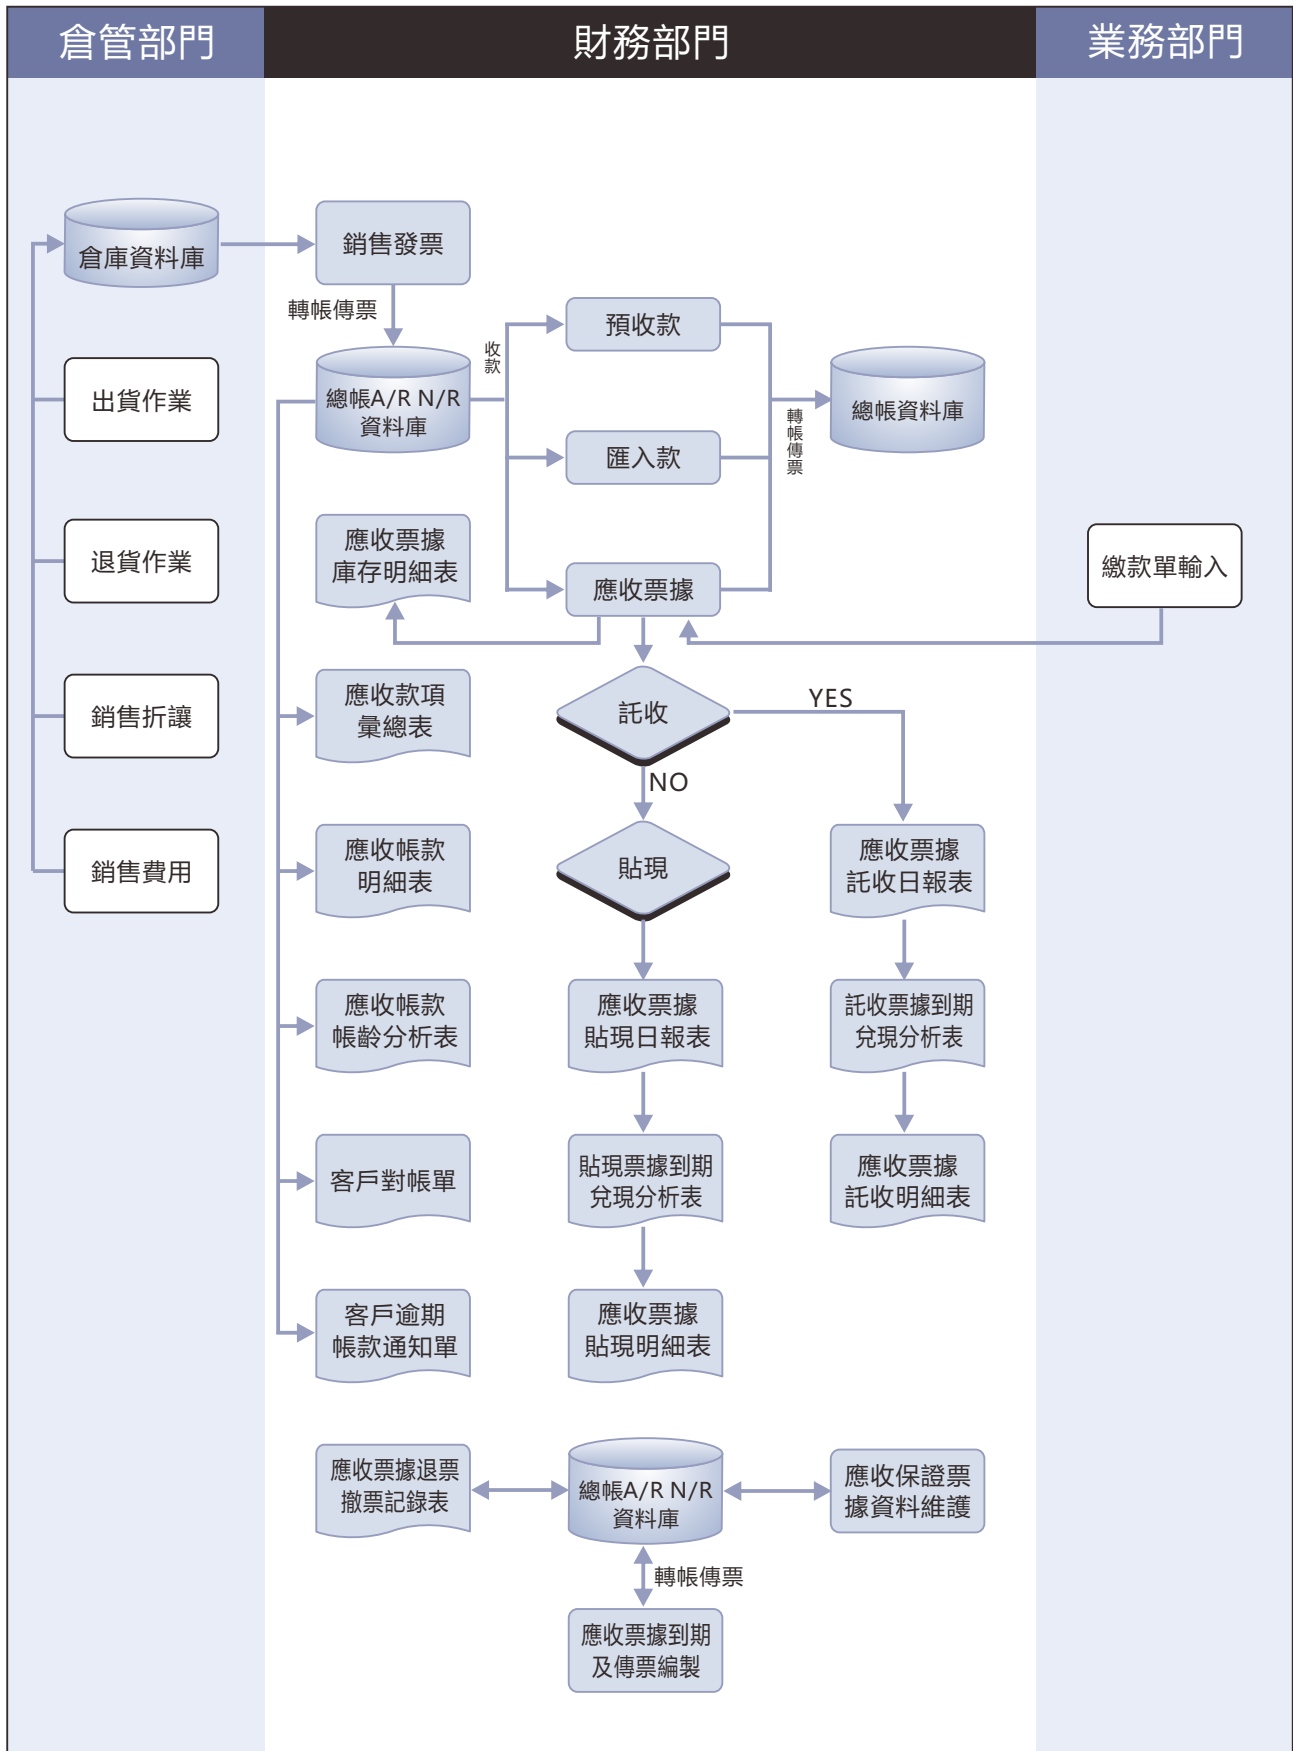 倉管部門
財務部門
業務部門
倉庫資料庫
銷售發票
轉帳傳票
出貨作業
退貨作業
銷售折讓
銷售費用
總帳A/R N/R
資料庫
收款
預收款
匯入款
應收票據
轉帳傳票
總帳資料庫
繳款單輸入
應收票據
庫存明細表
應收款項
彙總表
應收帳款
明細表
應收帳款
帳齡分析表
客戶對帳單
客戶逾期
帳款通知單
託收
YES
NO
貼現
應收票據
貼現日報表
貼現票據到期
兌現分析表
應收票據
貼現明細表
應收票據
託收日報表
託收票據到期
兌現分析表
應收票據
託收明細表
應收票據退票
撤票記錄表
總帳A/R N/R
資料庫
應收保證票
據資料維護
轉帳傳票
應收票據到期
及傳票編製